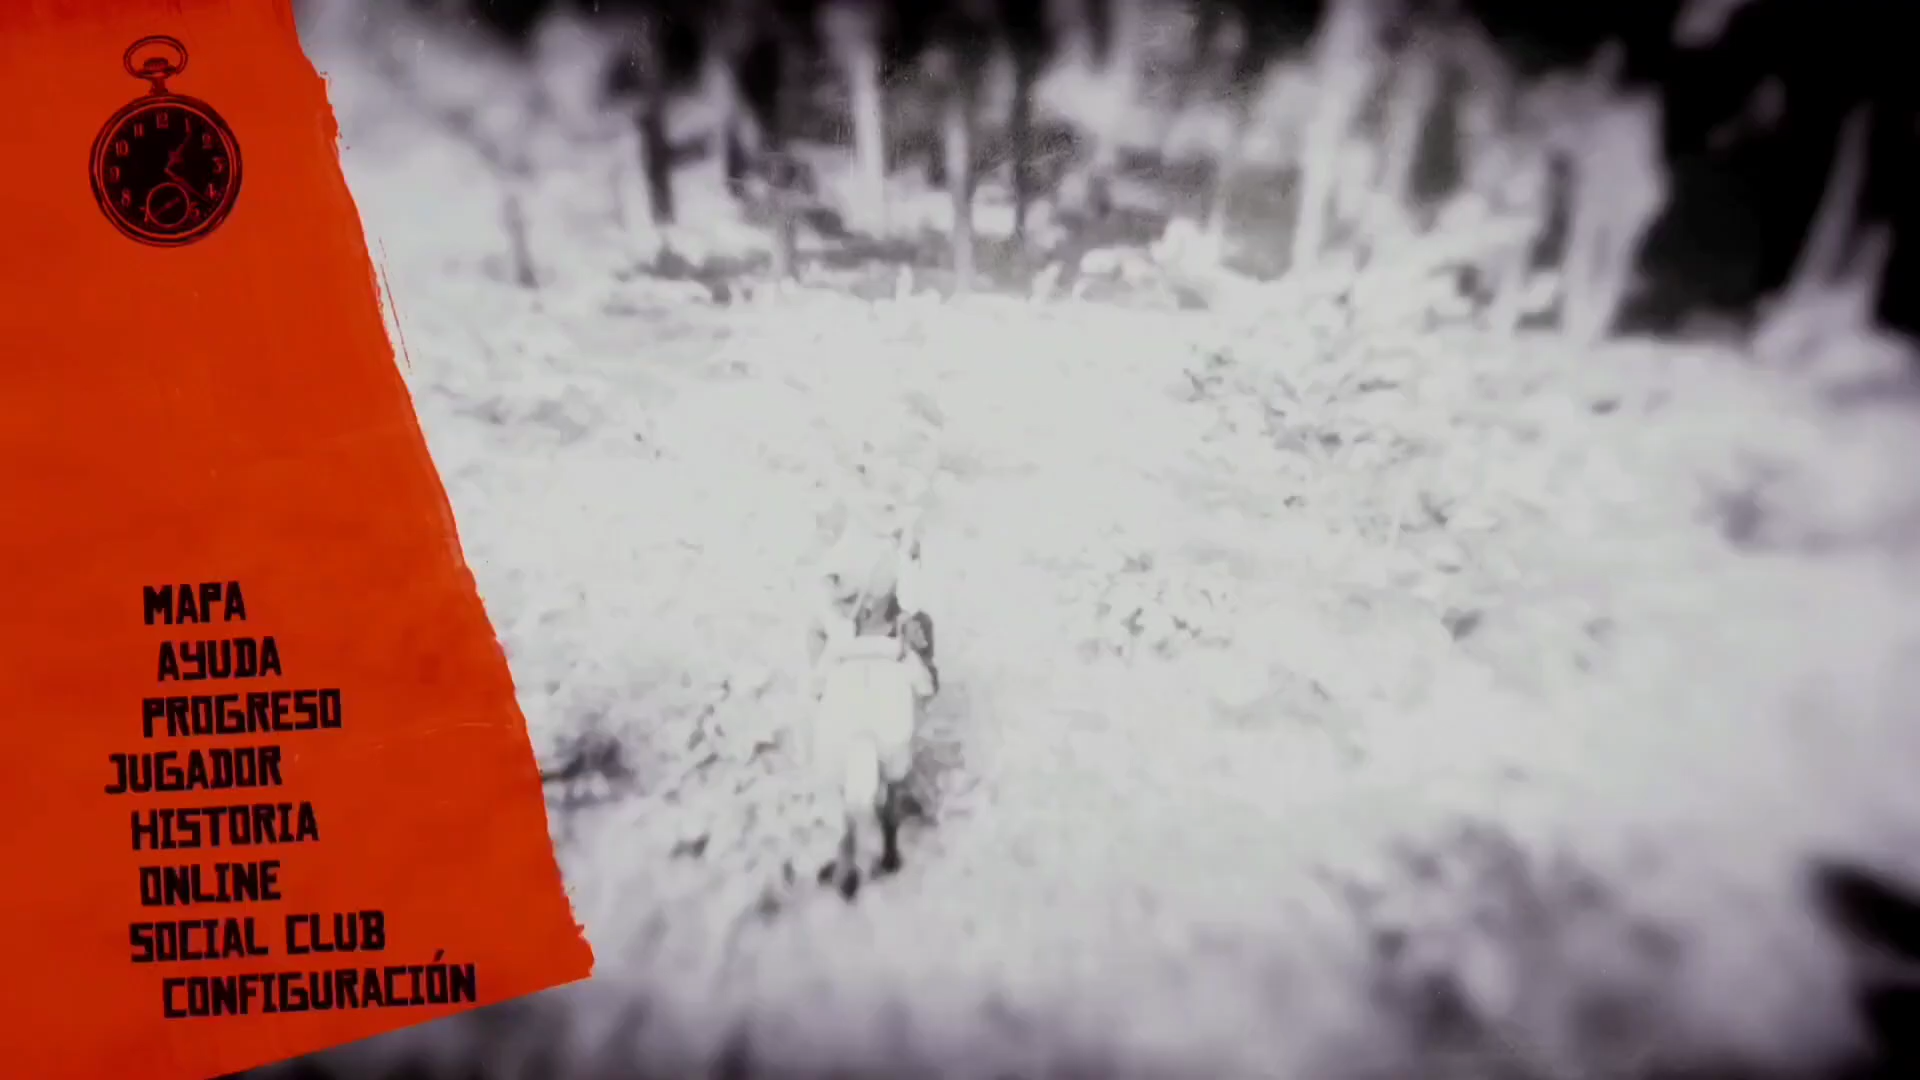 MAPA
AYUDA
PROGRESO
JUGADOR
HISTORIA
ONLINE
SOCIAL CLUB
CONFIGURACIÓN